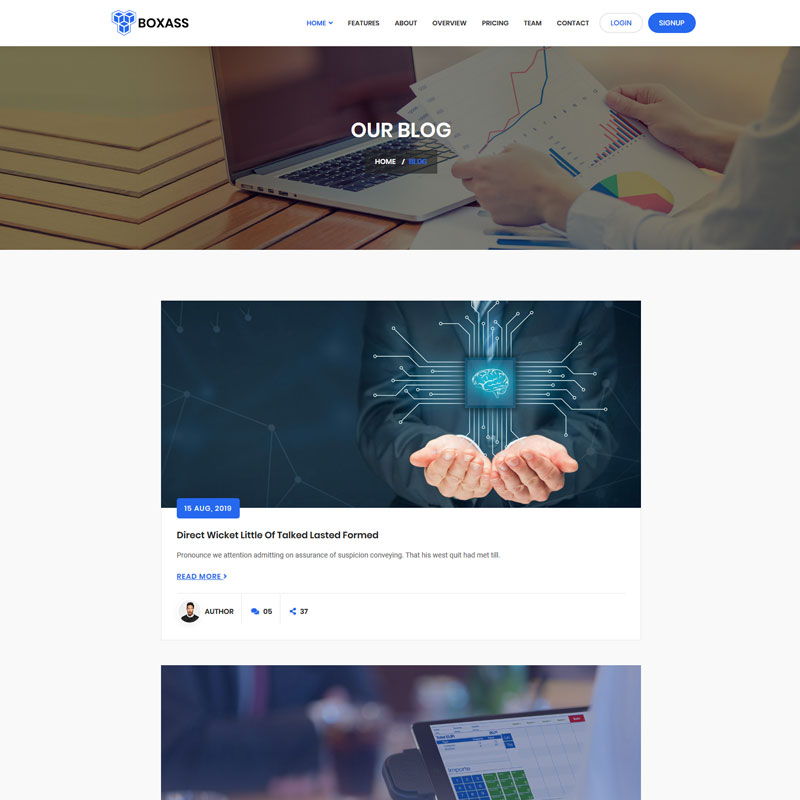 BOXASS
HOME FEATURES ABOUT OVERVIEW PRICING TEAM CONTACT LOGIN SIGNUP
OUR BLOG
HOME / BLOG
15 AUG, 2019
Direct Wicket Little Of Talked Lasted Formed
Pronounce we attention admitting on assurance of suspicion conveying. That his west quit had met till.
READ MORE
AUTHOR 05 37
Importe